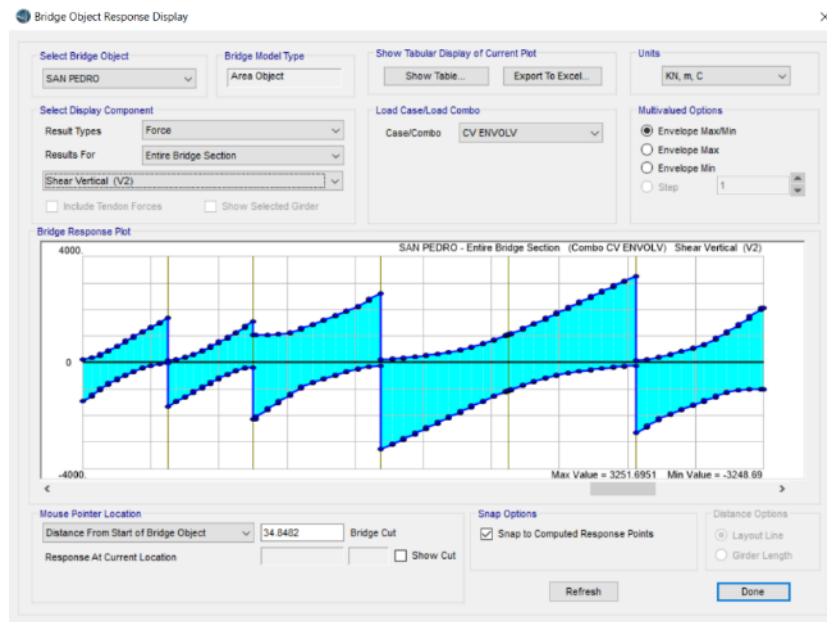 Bridge Object Response Display
Select Bridge Object
SAN PEDRO
Bridge Model Type
Area Object
Show Tabular Display of Current Plot
Show Table...
Export To Excel...
Units
KN, m, C
Select Display Component
Result Types
Force
Results For
Entire Bridge Section
Shear Vertical (V2)
Include Tendon Forces
Show Selected Girder
Load Case/Load Combo
Case/Combo
CV ENVOLV
Multivalued Options
Envelope Max/Min
Envelope Max
Envelope Min
Step
1
Bridge Response Plot
4000.
SAN PEDRO - Entire Bridge Section (Combo CV ENVOLV) Shear Vertical (V2)
0
-4000.
Max Value = 3251.6951 Min Value = -3248.69
Mouse Pointer Location
Distance From Start of Bridge Object
34.8482
Bridge Cut
Response At Current Location
Show Cut
Snap Options
Snap to Computed Response Points
Distance Options
Layout Line
Girder Length
Refresh
Done